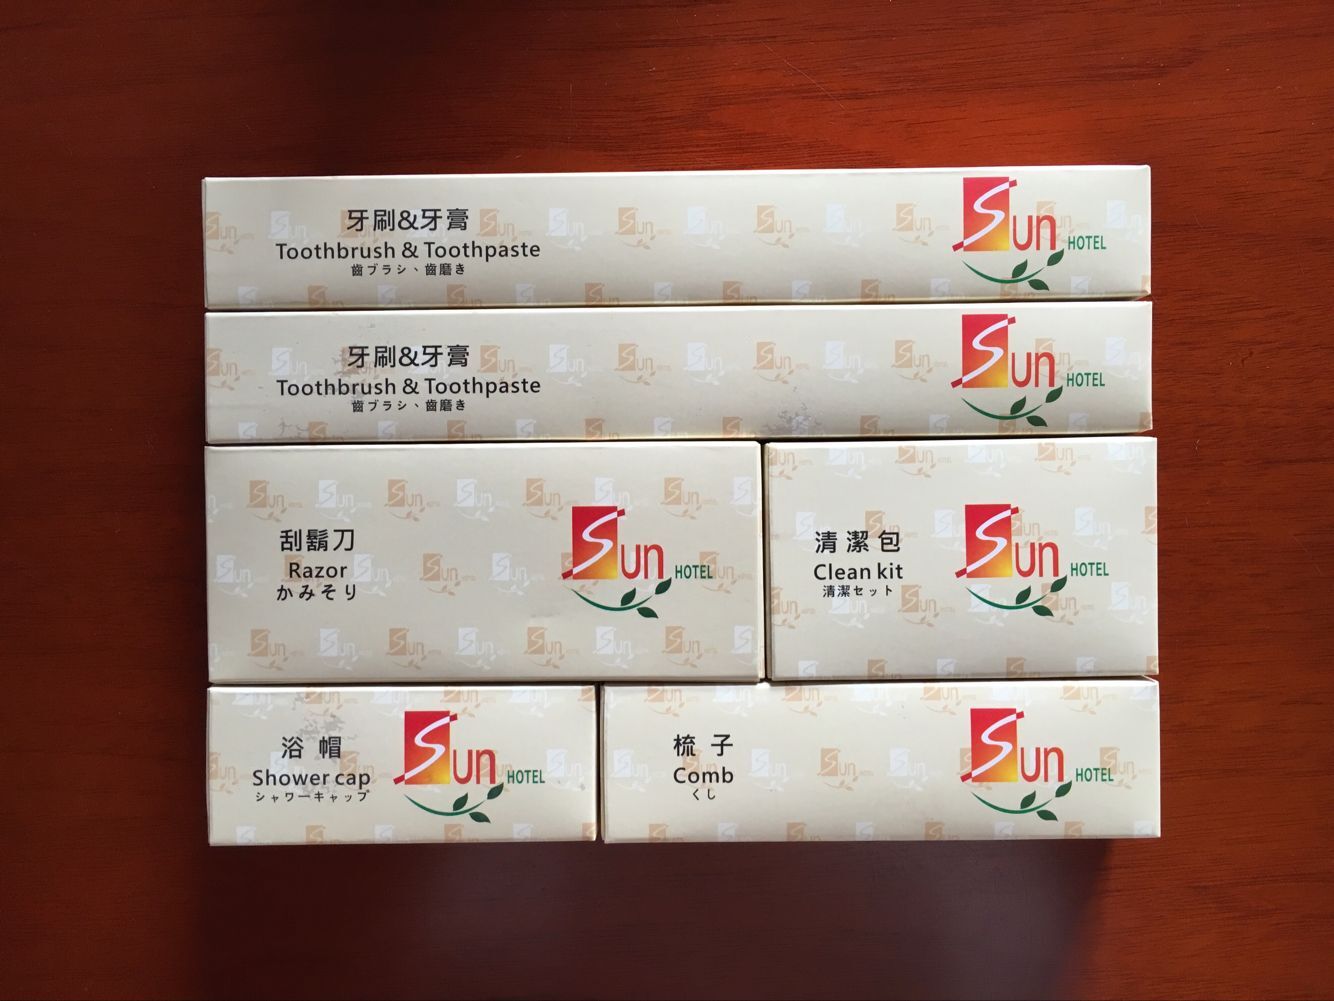 牙刷&牙膏
Toothbrush & Toothpaste
歯ブラシ、歯磨き
Sun HOTEL
牙刷&牙膏
Toothbrush & Toothpaste
歯ブラシ、歯磨き
Sun HOTEL
刮鬍刀
Razor
かみそり
Sun HOTEL
清潔包
Clean kit
清潔セット
Sun HOTEL
浴帽
Shower cap
シャワーキャップ
Sun HOTEL
梳子
Comb
くし
Sun HOTEL